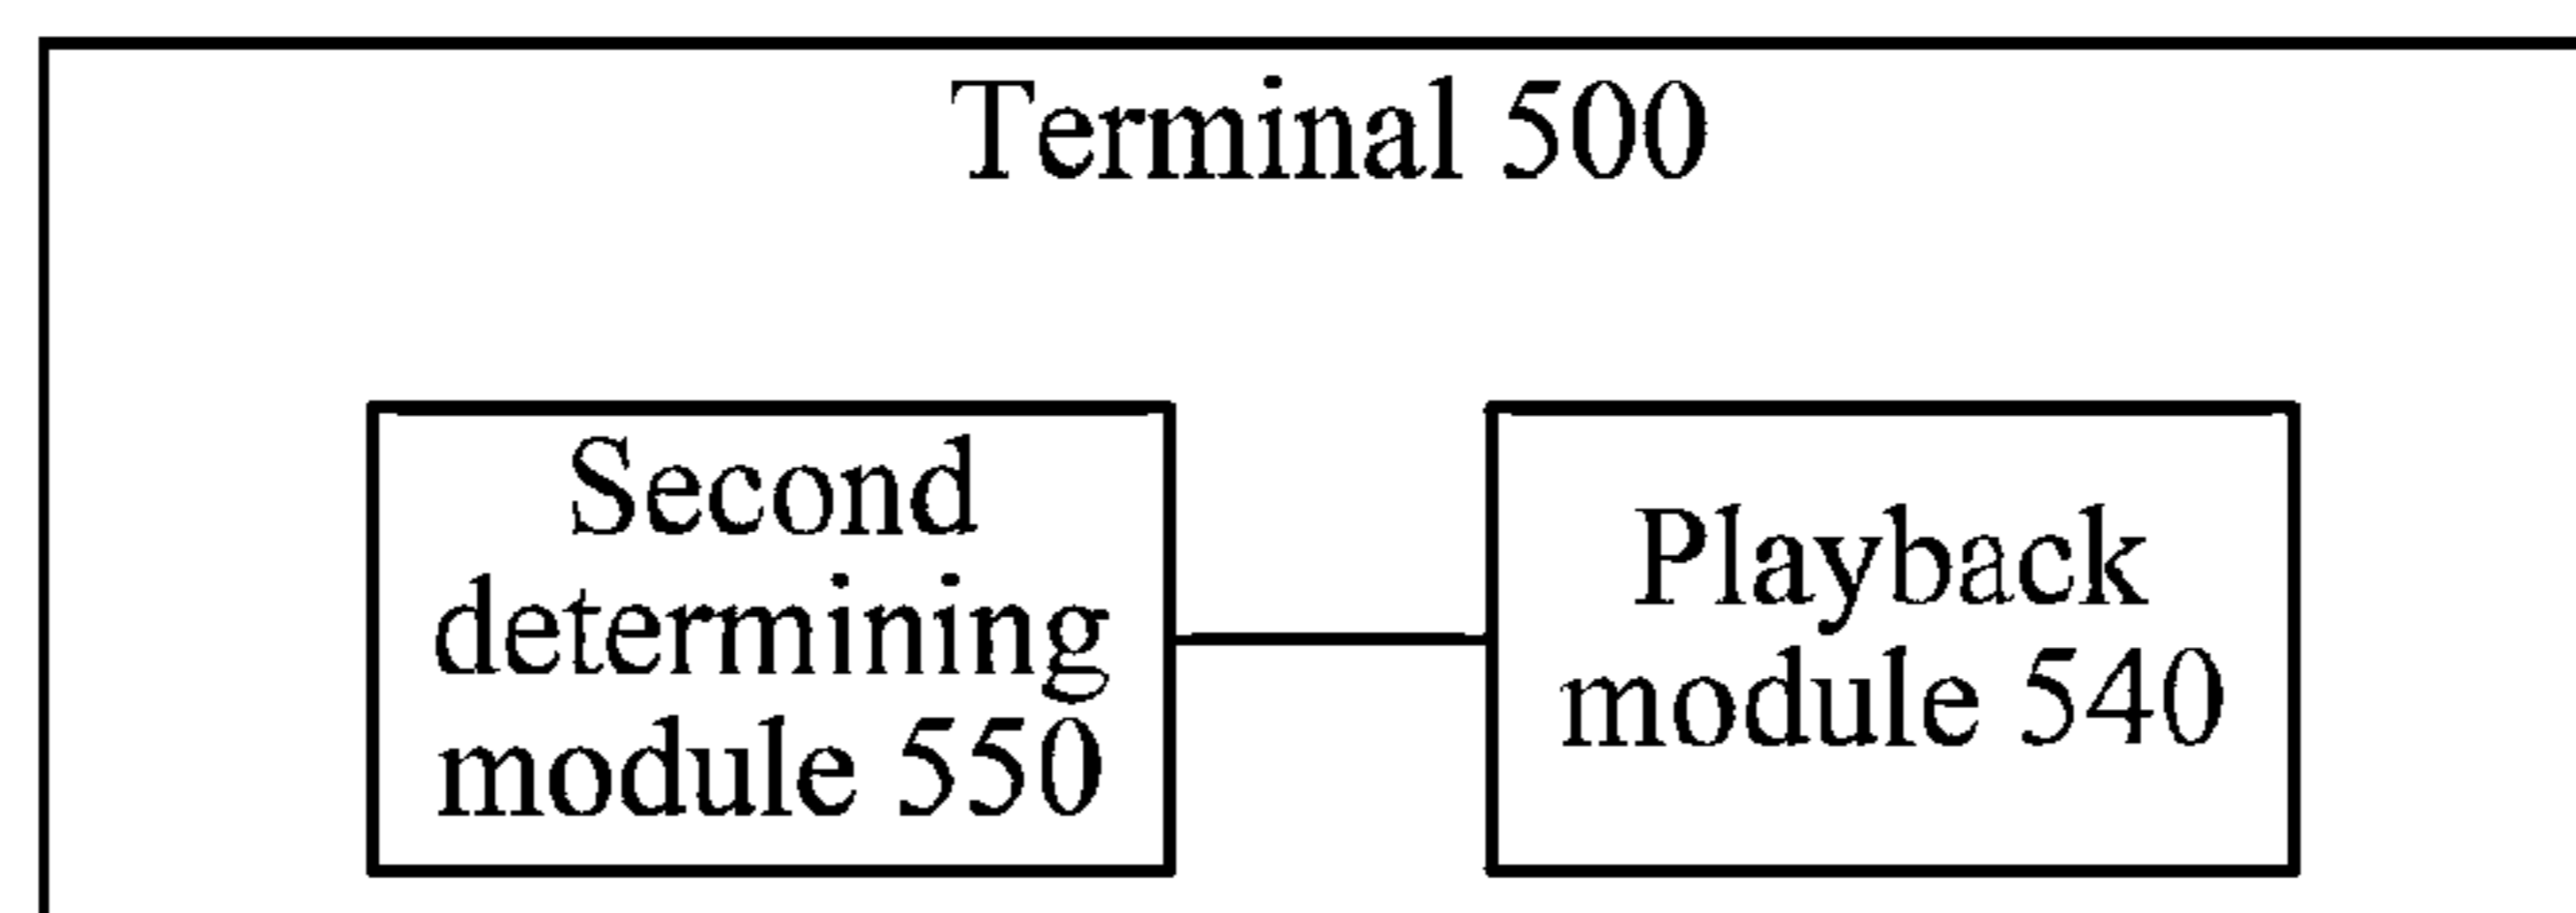 Terminal 500
Second
determining
module 550
Playback
module 540